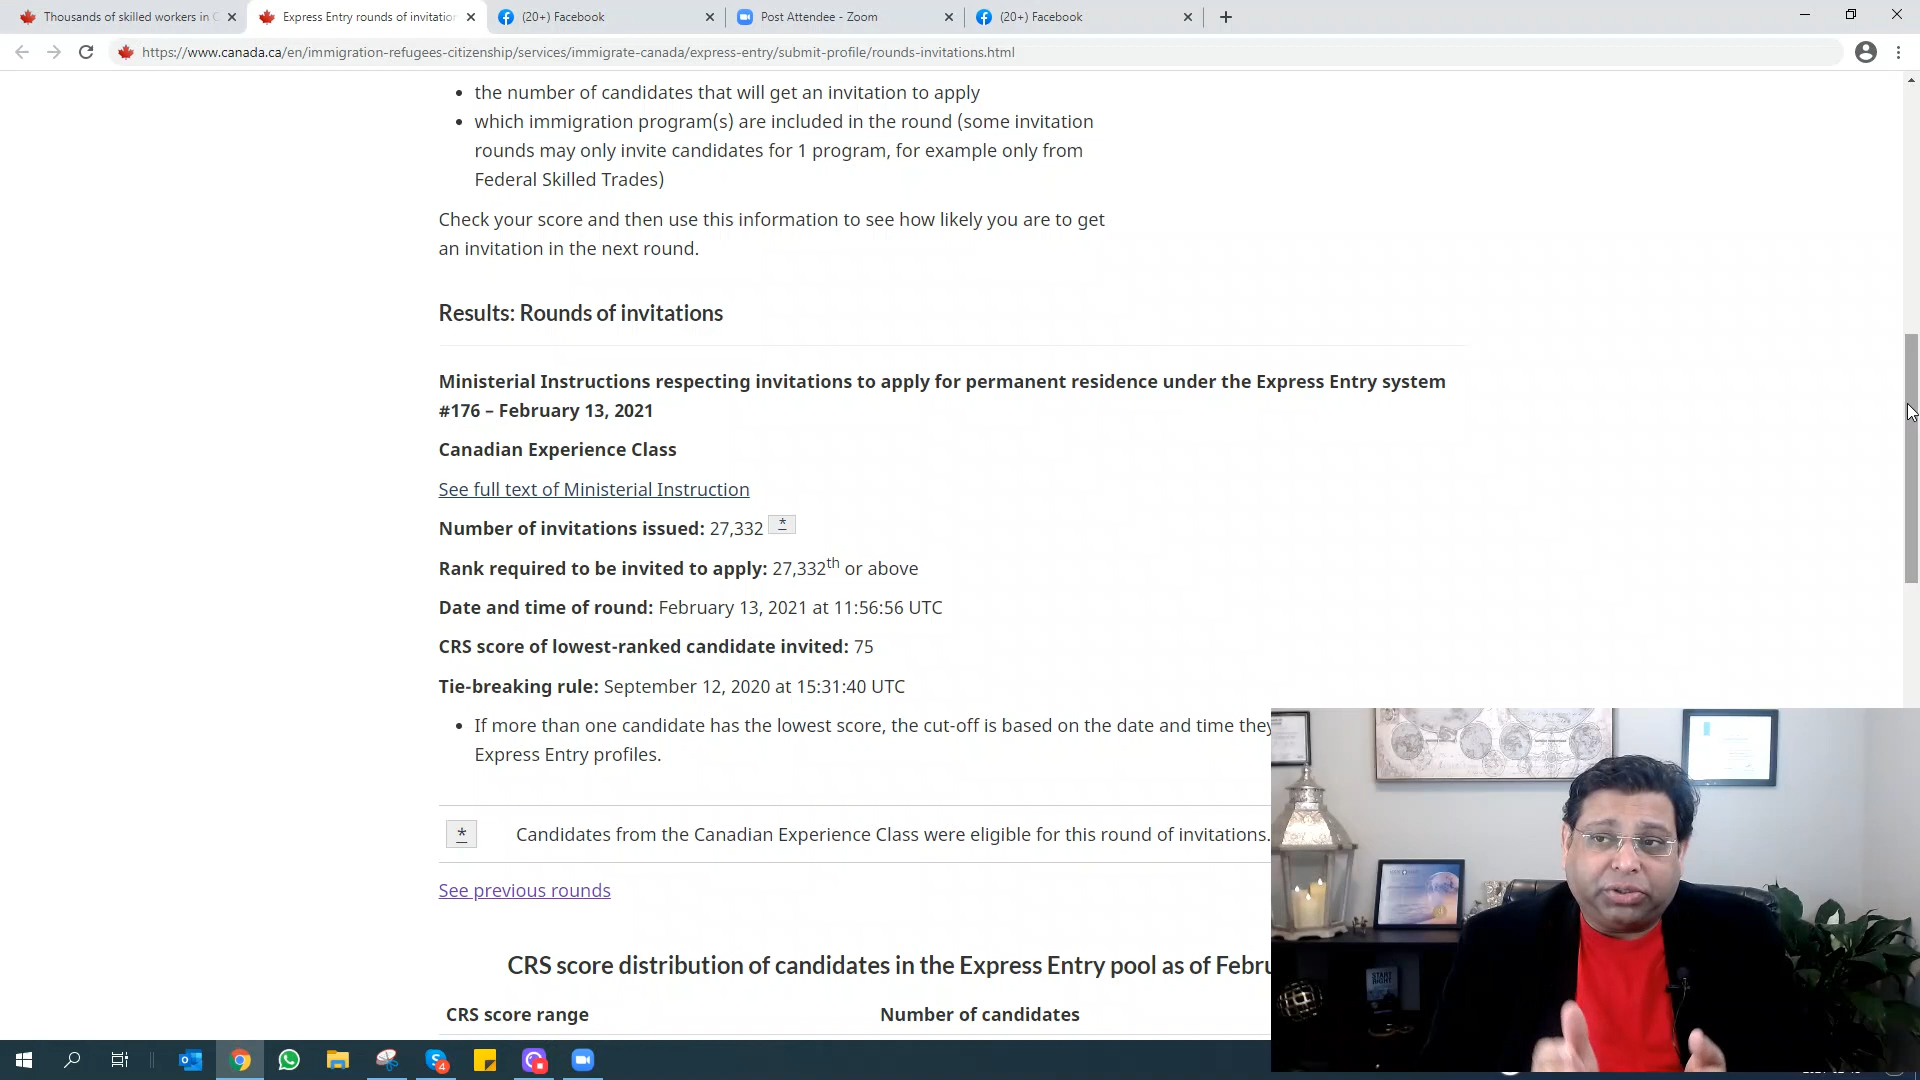 Thousands of skilled workers in C
Express Entry rounds of invitation
(20+) Facebook
Post Attendee - Zoom
(20+) Facebook
https://www.canada.ca/en/immigration-refugees-citizenship/services/immigrate-canada/express-entry/submit-profile/rounds-invitations.html
• the number of candidates that will get an invitation to apply
• which immigration program(s) are included in the round (some invitation
rounds may only invite candidates for 1 program, for example only from
Federal Skilled Trades)
Check your score and then use this information to see how likely you are to get
an invitation in the next round.
Results: Rounds of invitations
Ministerial Instructions respecting invitations to apply for permanent residence under the Express Entry system
#176 – February 13, 2021
Canadian Experience Class
See full text of Ministerial Instruction
Number of invitations issued: 27,332 *
Rank required to be invited to apply: 27,332th or above
Date and time of round: February 13, 2021 at 11:56:56 UTC
CRS score of lowest-ranked candidate invited: 75
Tie-breaking rule: September 12, 2020 at 15:31:40 UTC
• If more than one candidate has the lowest score, the cut-off is based on the date and time they
Express Entry profiles.
* Candidates from the Canadian Experience Class were eligible for this round of invitations.
See previous rounds
CRS score distribution of candidates in the Express Entry pool as of Febru
CRS score range Number of candidates
START
RIGHT
4